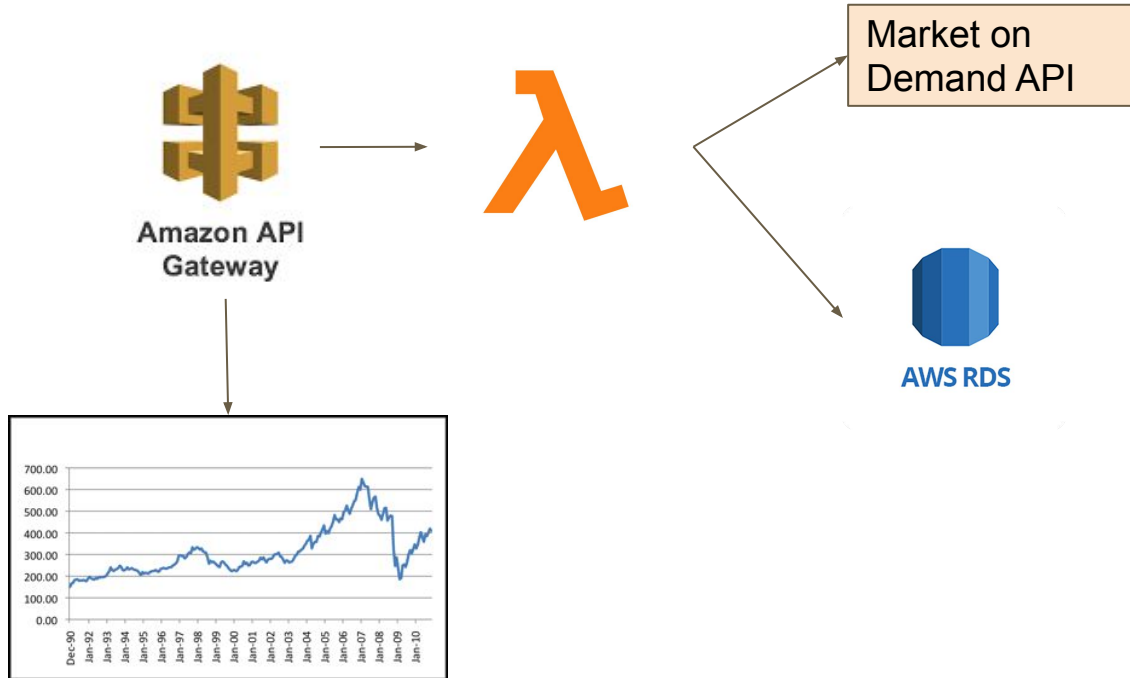 Market on
Demand API
Amazon API
Gateway
AWS RDS
700.00
600.00
500.00
400.00
300.00
200.00
100.00
0.00
Dec-90
Jan-92
Jan-93
Jan-94
Jan-95
Jan-96
Jan-97
Jan-98
Jan-99
Jan-00
Jan-01
Jan-02
Jan-03
Jan-04
Jan-05
Jan-06
Jan-07
Jan-08
Jan-09
Jan-10